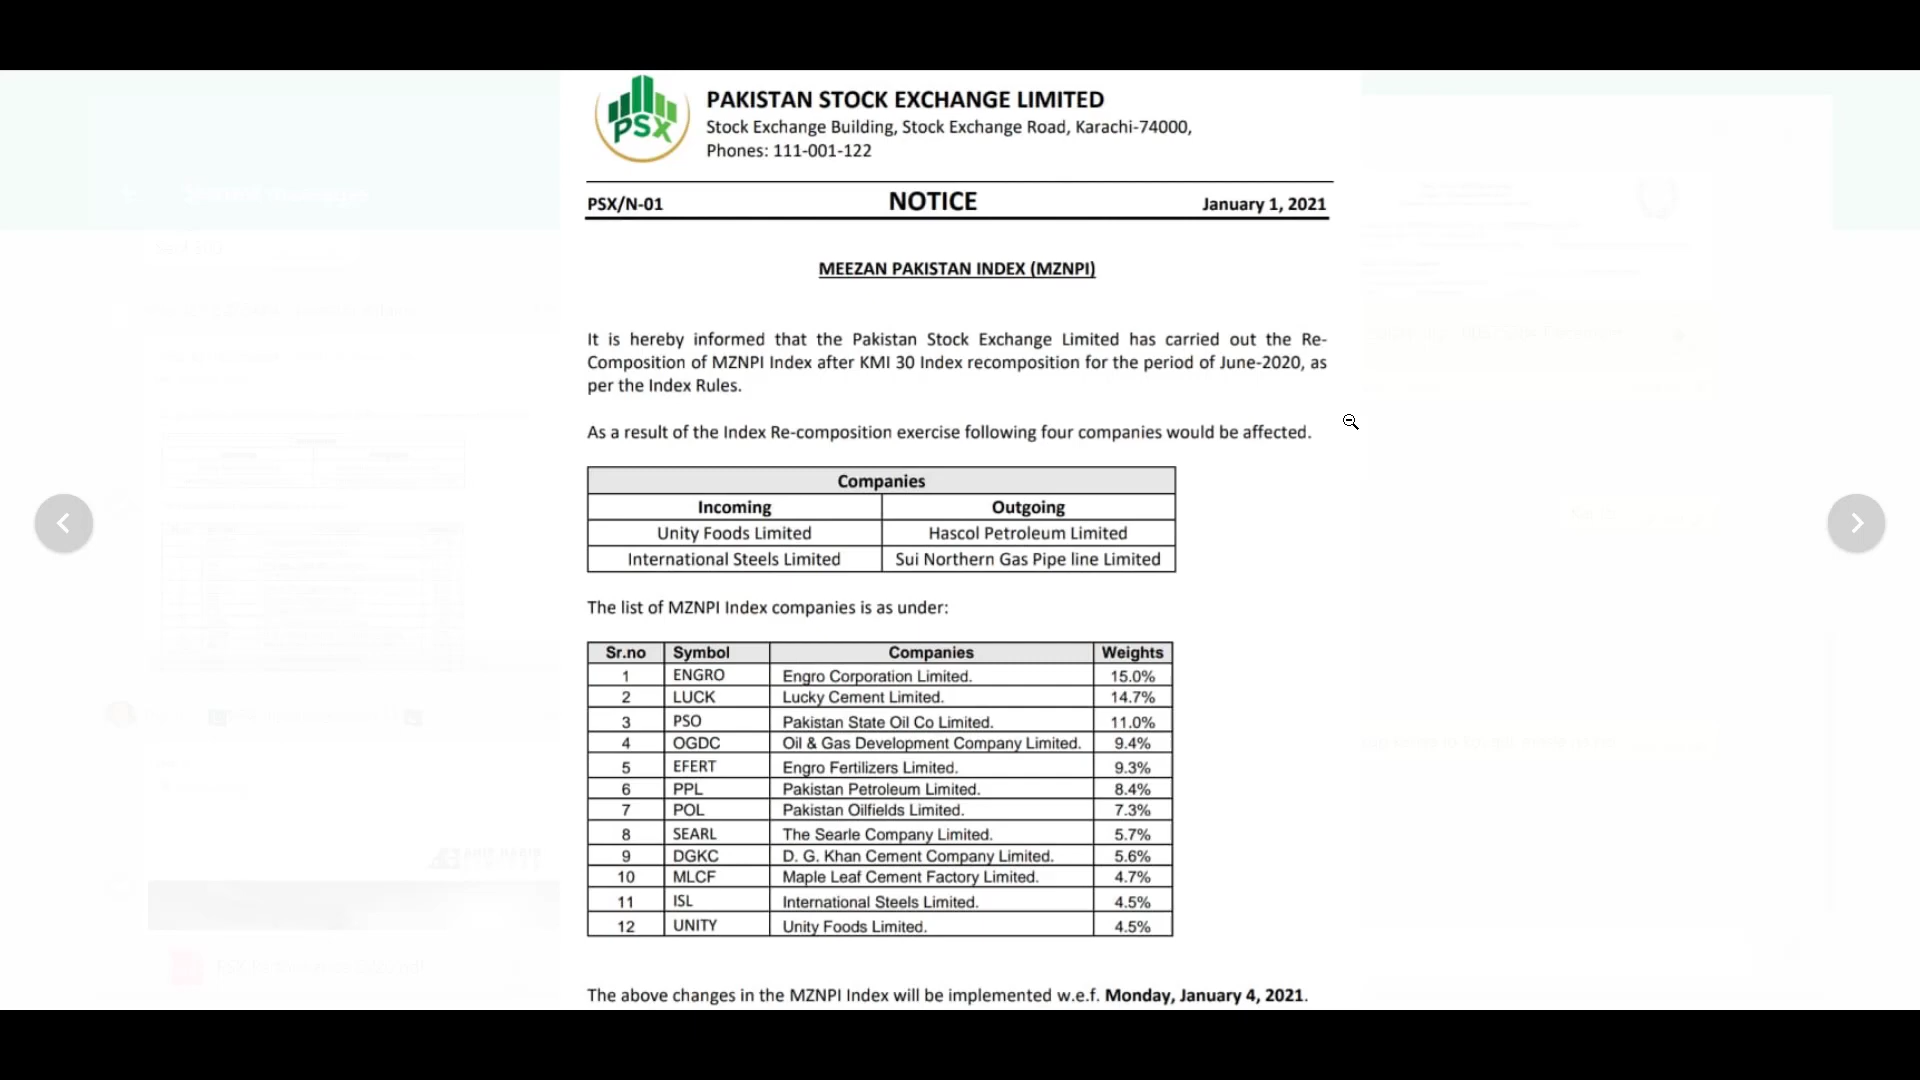 PSX
PAKISTAN STOCK EXCHANGE LIMITED
Stock Exchange Building, Stock Exchange Road, Karachi-74000,
Phones: 111-001-122
PSX/N-01 NOTICE January 1, 2021
MEEZAN PAKISTAN INDEX (MZNPI)
It is hereby informed that the Pakistan Stock Exchange Limited has carried out the Re-
Composition of MZNPI Index after KMI 30 Index recomposition for the period of June-2020, as
per the Index Rules.
As a result of the Index Re-composition exercise following four companies would be affected.
Companies
Incoming Outgoing
Unity Foods Limited Hascol Petroleum Limited
International Steels Limited Sui Northern Gas Pipe line Limited
The list of MZNPI Index companies is as under:
Sr.no Symbol Companies Weights
1 ENGRO Engro Corporation Limited. 15.0%
2 LUCK Lucky Cement Limited. 14.7%
3 PSO Pakistan State Oil Co Limited. 11.0%
4 OGDC Oil & Gas Development Company Limited. 9.4%
5 EFERT Engro Fertilizers Limited. 9.3%
6 PPL Pakistan Petroleum Limited. 8.4%
7 POL Pakistan Oilfields Limited. 7.3%
8 SEARL The Searle Company Limited. 5.7%
9 DGKC D. G. Khan Cement Company Limited. 5.6%
10 MLCF Maple Leaf Cement Factory Limited. 4.7%
11 ISL International Steels Limited. 4.5%
12 UNITY Unity Foods Limited. 4.5%
The above changes in the MZNPI Index will be implemented w.e.f. Monday, January 4, 2021.